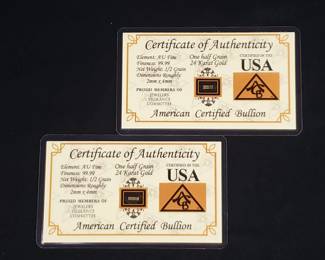 Certificate of Authenticity
Element: AU Fine
Fineness: 99.99
Net Weight: 1/2 Grain
Dimensions Roughly:
2mm x 4mm
PROUD MEMBERS OF
JEWELERS
VIGILANCE
COMMITTEE
One half Grain
24 Karat Gold
CERTIFIED IN THE
USA
American Certified Bullion
Certificate of Authenticity
Element: AU Fine
Fineness: 99.99
Net Weight: 1/2 Grain
Dimensions Roughly:
2mm x 4mm
PROUD MEMBERS OF
JEWELERS
VIGILANCE
COMMITTEE
One half Grain
24 Karat Gold
CERTIFIED IN THE
USA
American Certified Bullion